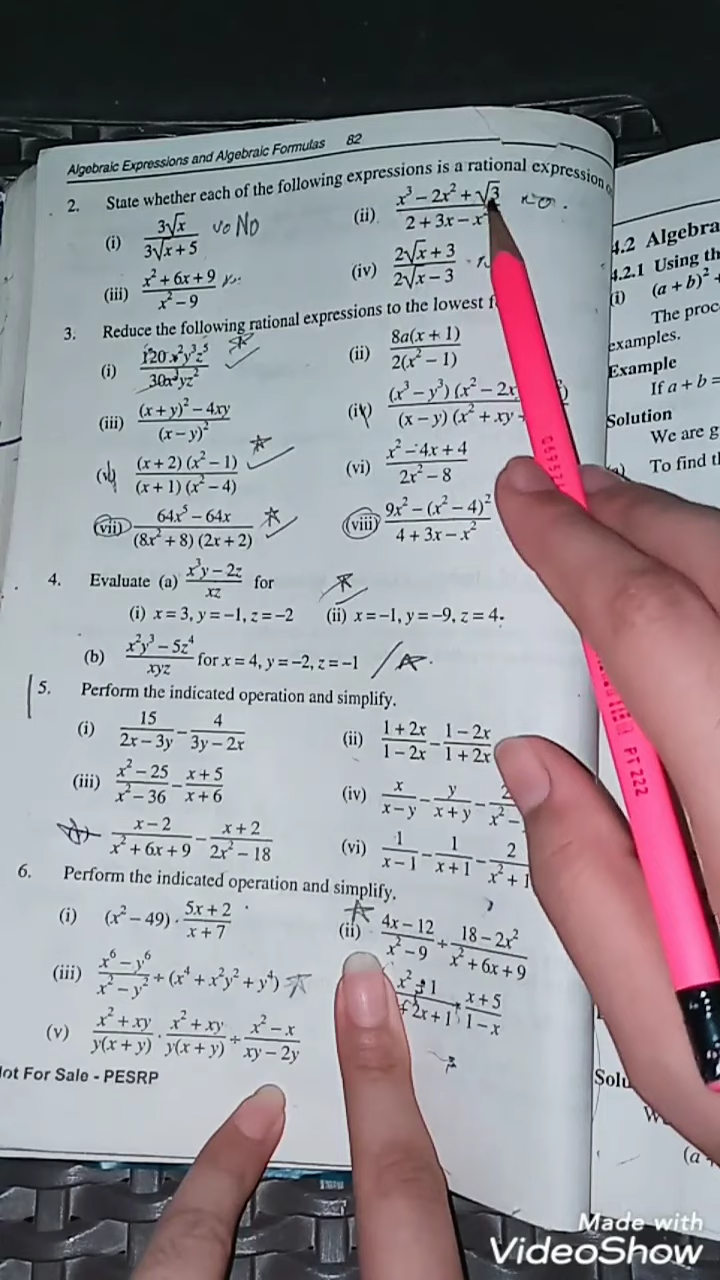 Algebraic Expressions and Algebraic Formulas 82
2. State whether each of the following expressions is a rational expression
(i) 3√x / 3√x + 5 No (ii) x³ − 2x² + √3 / 2 + 3x − x
(iii) x² + 6x + 9 / x² − 9 (iv) 2√x + 3 / 2√x − 3
3. Reduce the following rational expressions to the lowest
(i) 120x²y³z⁵ / 30x³yz² (ii) 8a(x + 1) / 2(x² − 1)
(iii) (x + y)² − 4xy / (x − y)² (iv) (x³ − y³) (x² − 2x / (x − y) (x² + xy
(v) (x + 2) (x² − 1) / (x + 1) (x² − 4) (vi) x² − 4x + 4 / 2x² − 8
(vii) 64x⁵ − 64x / (8x² + 8) (2x + 2) (viii) 9x² − (x² − 4)² / 4 + 3x − x²
4. Evaluate (a) x³y − 2z / xz for
(i) x = 3, y = −1, z = −2 (ii) x = −1, y = −9, z = 4.
(b) x²y³ − 5z⁴ / xyz for x = 4, y = −2, z = −1
5. Perform the indicated operation and simplify.
(i) 15 / 2x − 3y − 4 / 3y − 2x (ii) 1 + 2x / 1 − 2x − 1 − 2x / 1 + 2x
(iii) x² − 25 / x² − 36 − x + 5 / x + 6 (iv) x / x − y − y / x + y − 2 / x² −
x − 2 / x² + 6x + 9 − x + 2 / 2x² − 18 (vi) 1 / x − 1 − 1 / x + 1 − 2 / x² + 1
6. Perform the indicated operation and simplify.
(i) (x² − 49) . 5x + 2 / x + 7 (ii) 4x − 12 / x² − 9 ÷ 18 − 2x² / x² + 6x + 9
(iii) x⁶ − y⁶ / x² − y² ÷ (x⁴ + x²y² + y⁴) x² − 1 / 2x + 1 . x + 5 / 1 − x
(v) x² + xy / y(x + y) . x² + xy / y(x + y) ÷ x² − x / xy − 2y
ot For Sale - PESRP
4.2 Algebra
4.2.1 Using th
(i) (a + b)² +
The proc
examples.
Example
If a + b =
Solution
We are g
To find t
Solu
(a
069524
PT 222
Made with
VideoShow